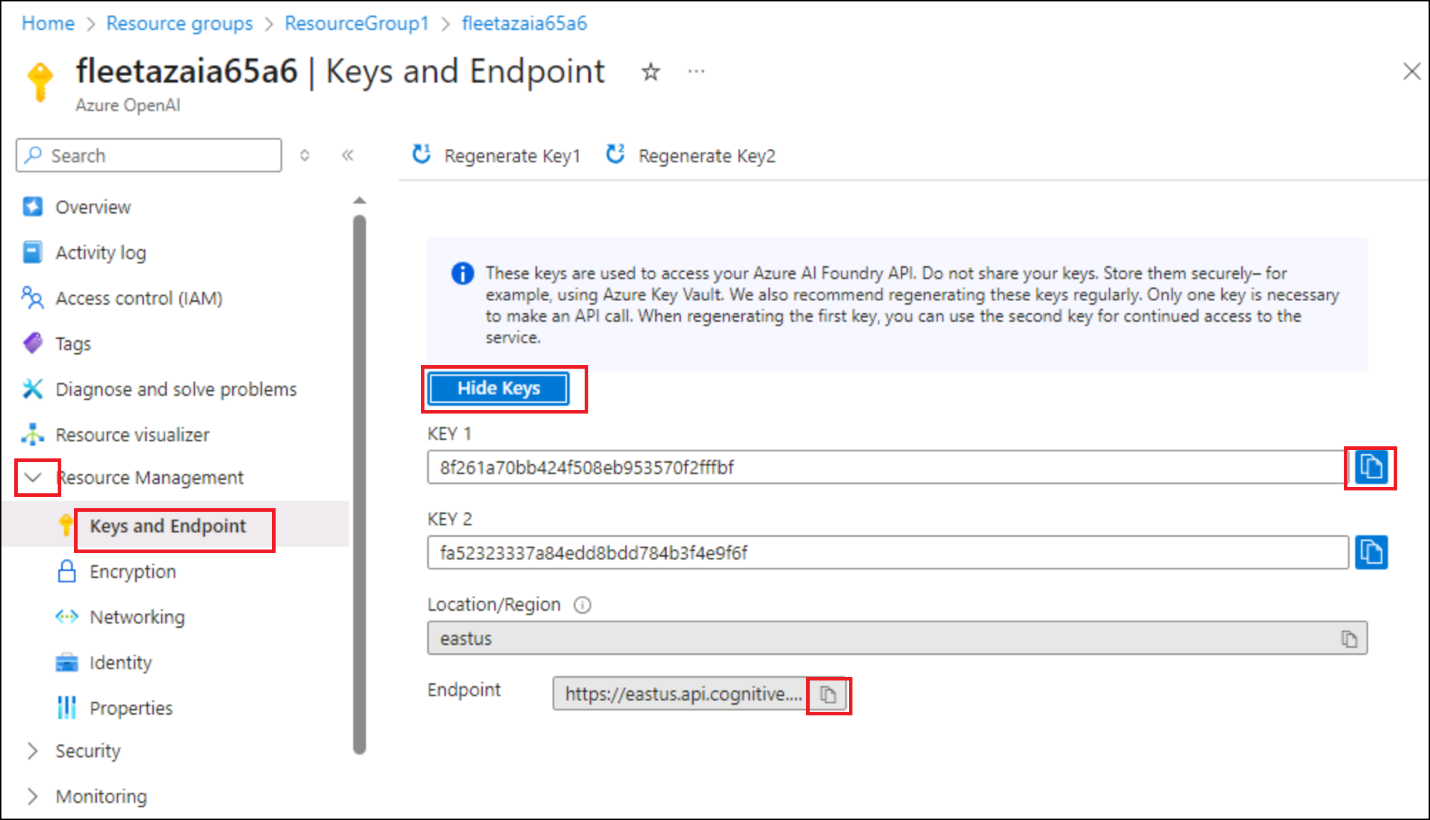 Home > Resource groups > ResourceGroup1 > fleetazaia65a6
fleetazaia65a6 | Keys and Endpoint
Azure OpenAI
Search
Regenerate Key1
Regenerate Key2
Overview
Activity log
Access control (IAM)
Tags
Diagnose and solve problems
Resource visualizer
Resource Management
Keys and Endpoint
Encryption
Networking
Identity
Properties
Security
Monitoring
These keys are used to access your Azure AI Foundry API. Do not share your keys. Store them securely– for
example, using Azure Key Vault. We also recommend regenerating these keys regularly. Only one key is necessary
to make an API call. When regenerating the first key, you can use the second key for continued access to the
service.
Hide Keys
KEY 1
8f261a70bb424f508eb953570f2fffbf
KEY 2
fa52323337a84edd8bdd784b3f4e9f6f
Location/Region
eastus
Endpoint
https://eastus.api.cognitive....